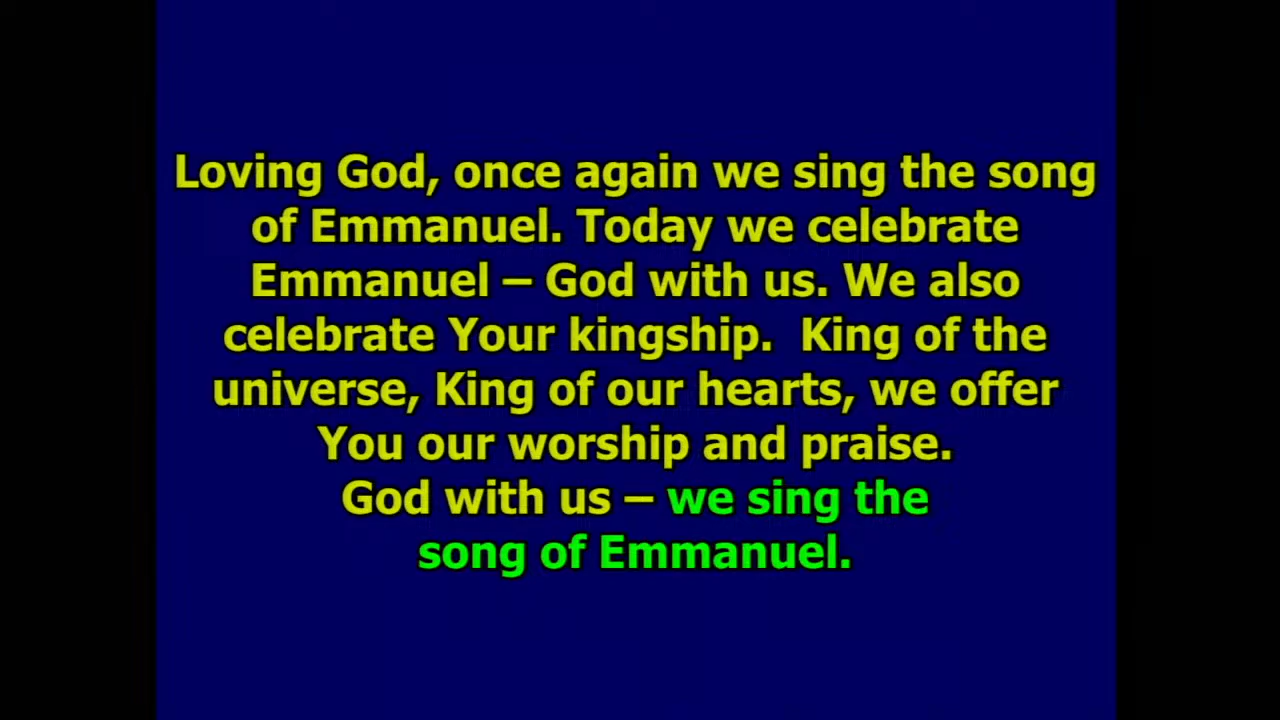 Loving God, once again we sing the song
of Emmanuel. Today we celebrate
Emmanuel – God with us. We also
celebrate Your kingship.  King of the
universe, King of our hearts, we offer
You our worship and praise.
God with us – we sing the
song of Emmanuel.